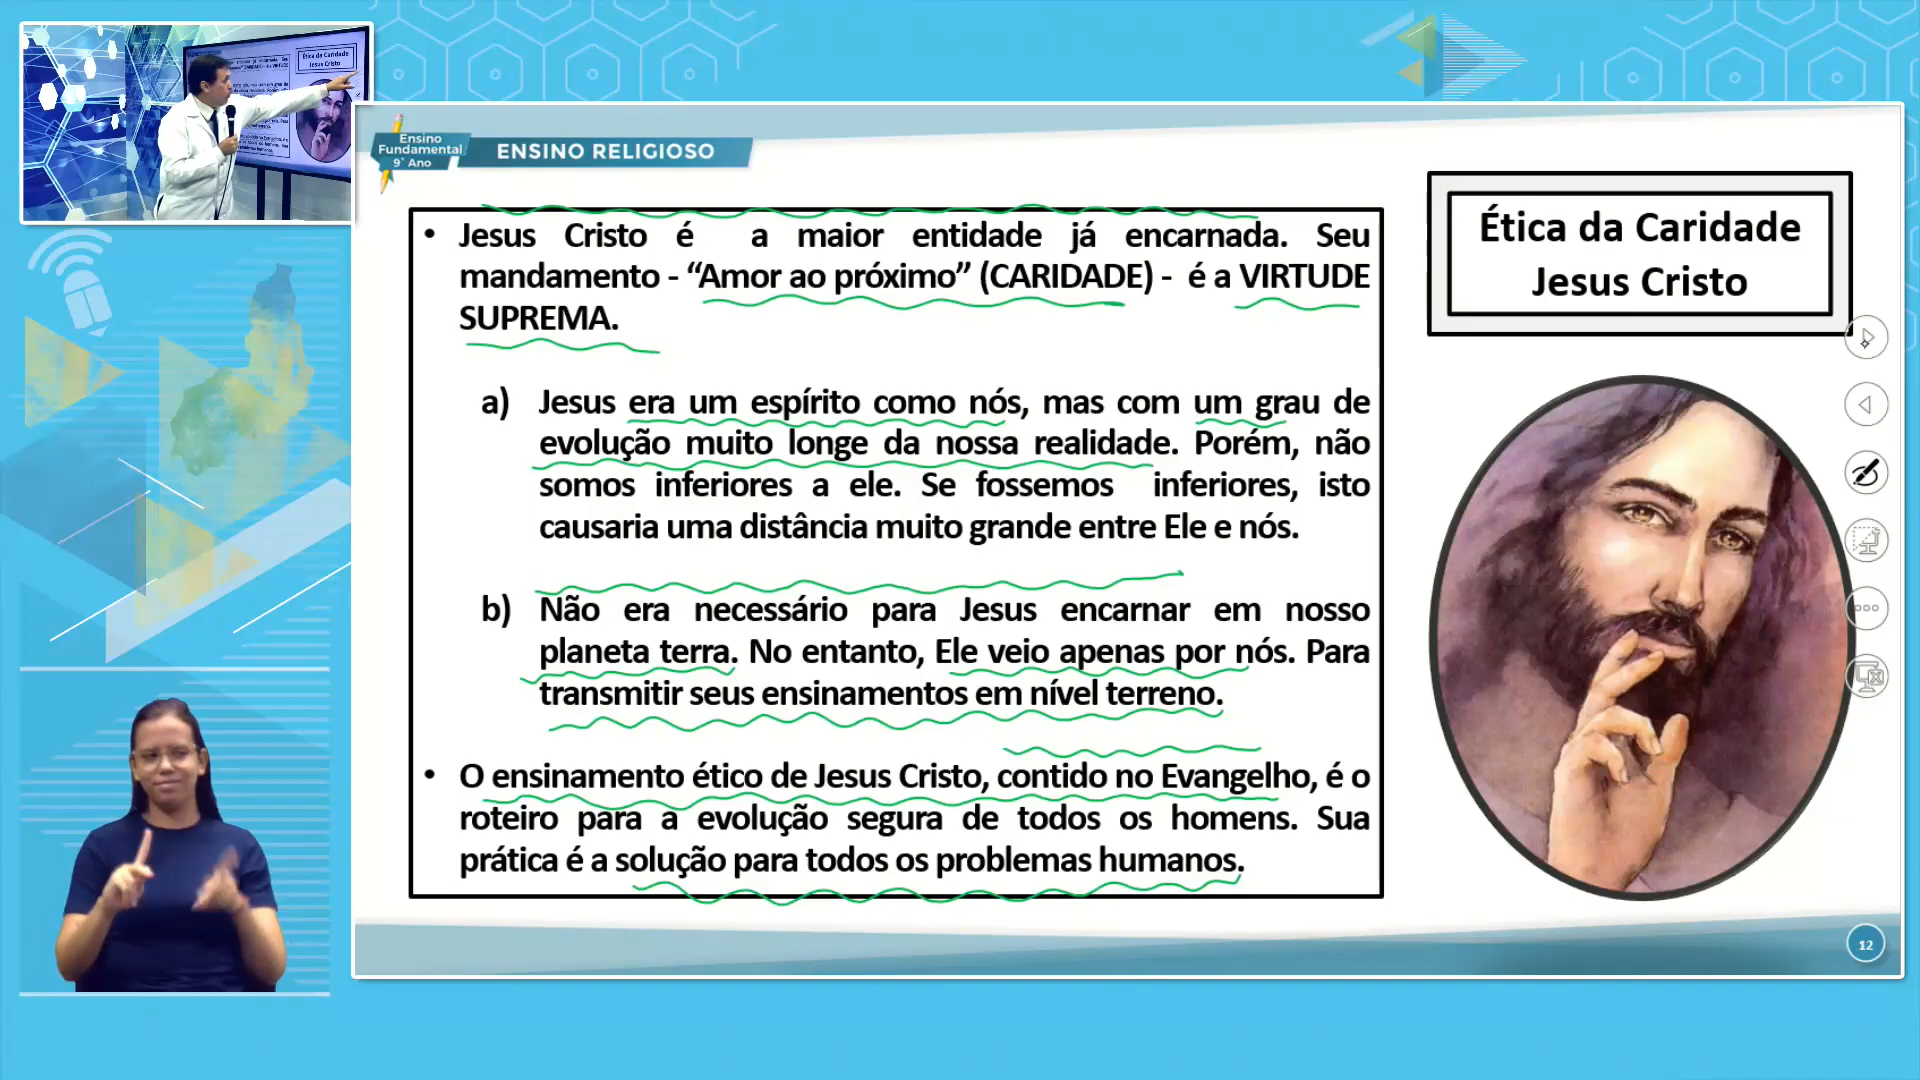 Ética da Caridade
Jesus Cristo
Ensino
Fundamental
9° Ano
ENSINO RELIGIOSO
Ética da Caridade
Jesus Cristo
• Jesus Cristo é a maior entidade já encarnada. Seu
mandamento - “Amor ao próximo” (CARIDADE) - é a VIRTUDE
SUPREMA.
a) Jesus era um espírito como nós, mas com um grau de
evolução muito longe da nossa realidade. Porém, não
somos inferiores a ele. Se fossemos inferiores, isto
causaria uma distância muito grande entre Ele e nós.
b) Não era necessário para Jesus encarnar em nosso
planeta terra. No entanto, Ele veio apenas por nós. Para
transmitir seus ensinamentos em nível terreno.
• O ensinamento ético de Jesus Cristo, contido no Evangelho, é o
roteiro para a evolução segura de todos os homens. Sua
prática é a solução para todos os problemas humanos.
12